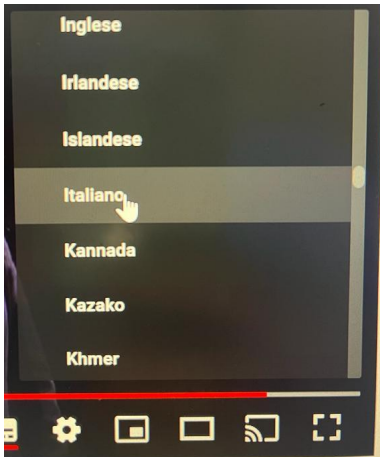 Inglese
Irlandese
Islandese
Italiano
Kannada
Kazako
Khmer